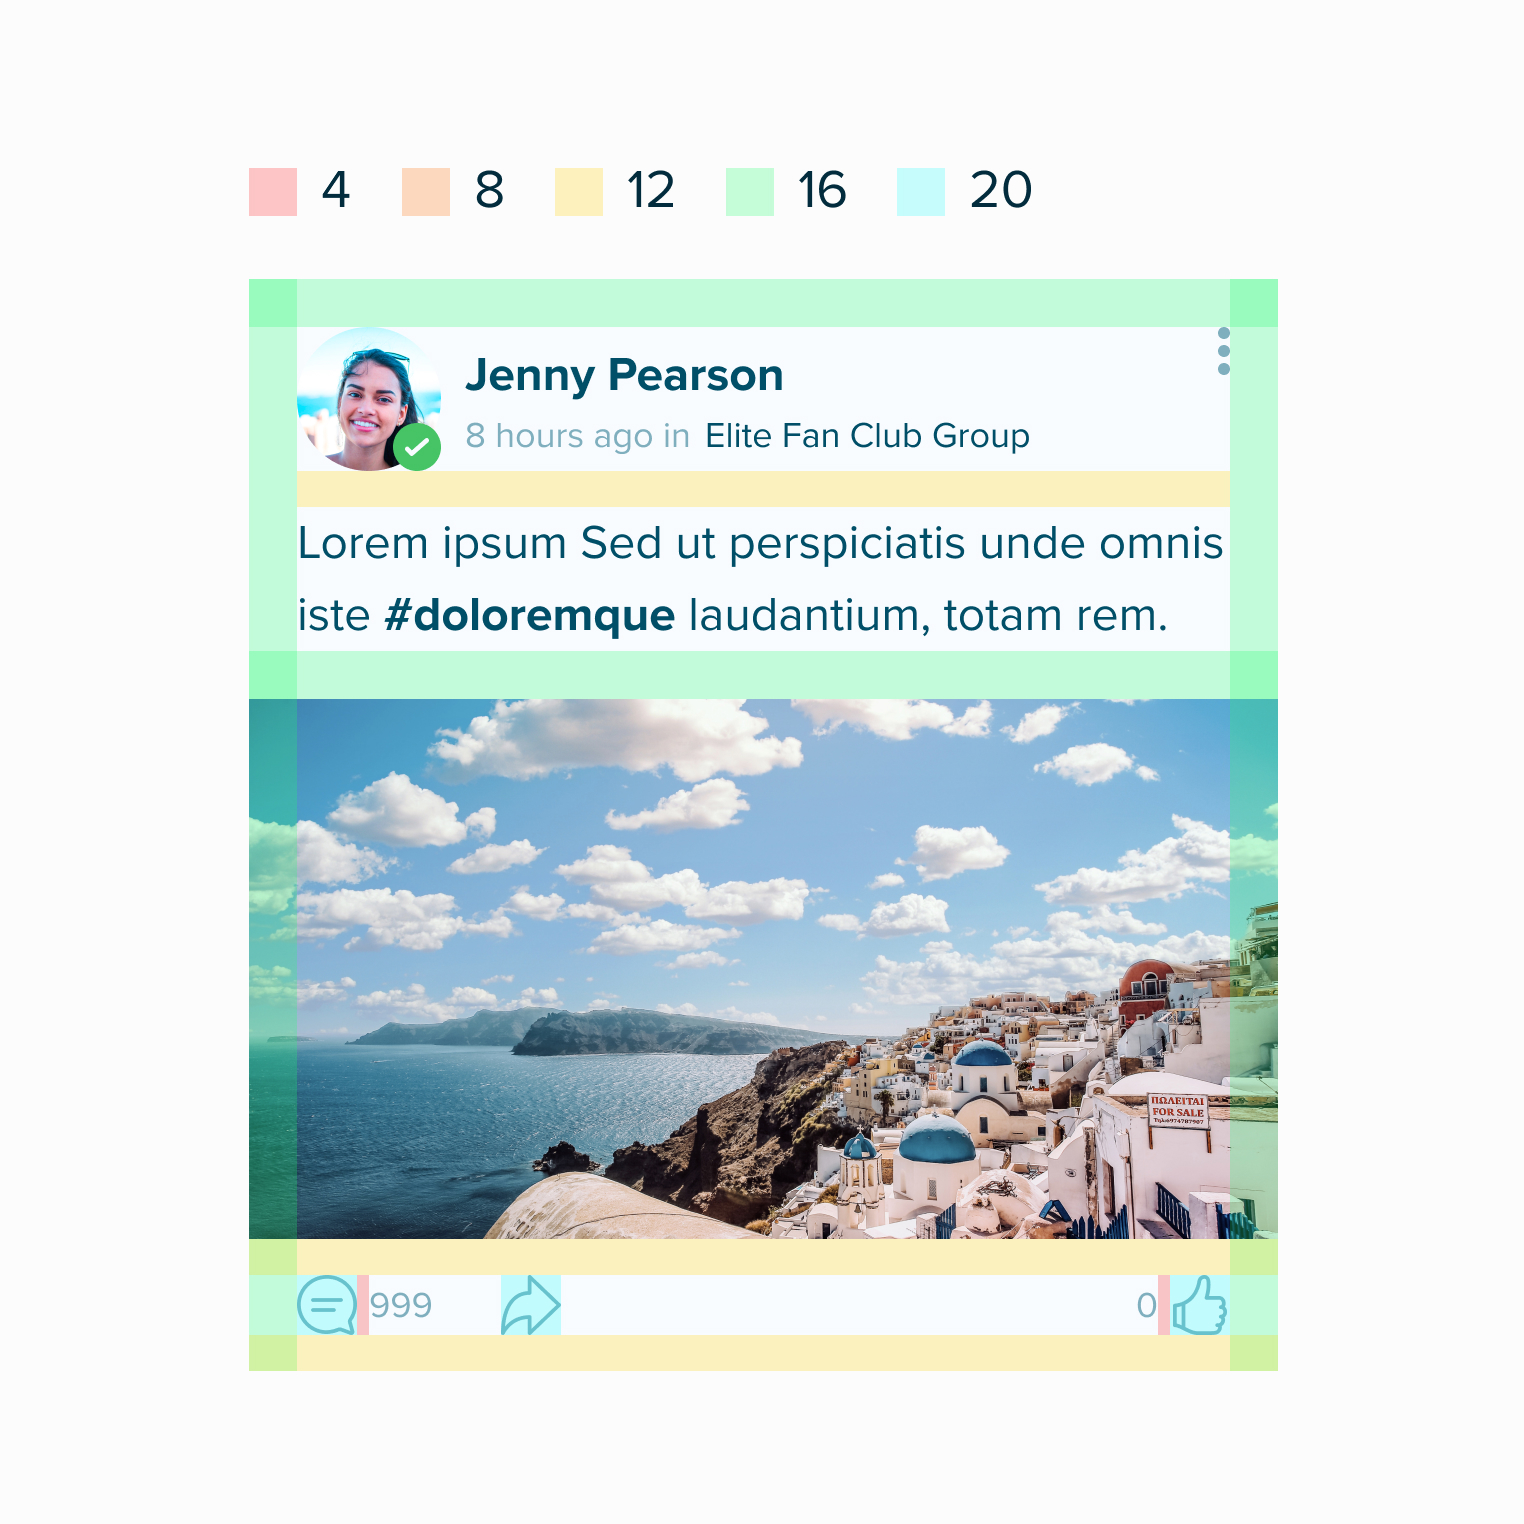 4 8 12 16 20
Jenny Pearson
8 hours ago in Elite Fan Club Group
Lorem ipsum Sed ut perspiciatis unde omnis
iste #doloremque laudantium, totam rem.
ΠΩΛΕΙΤΑΙ
FOR SALE
999 0